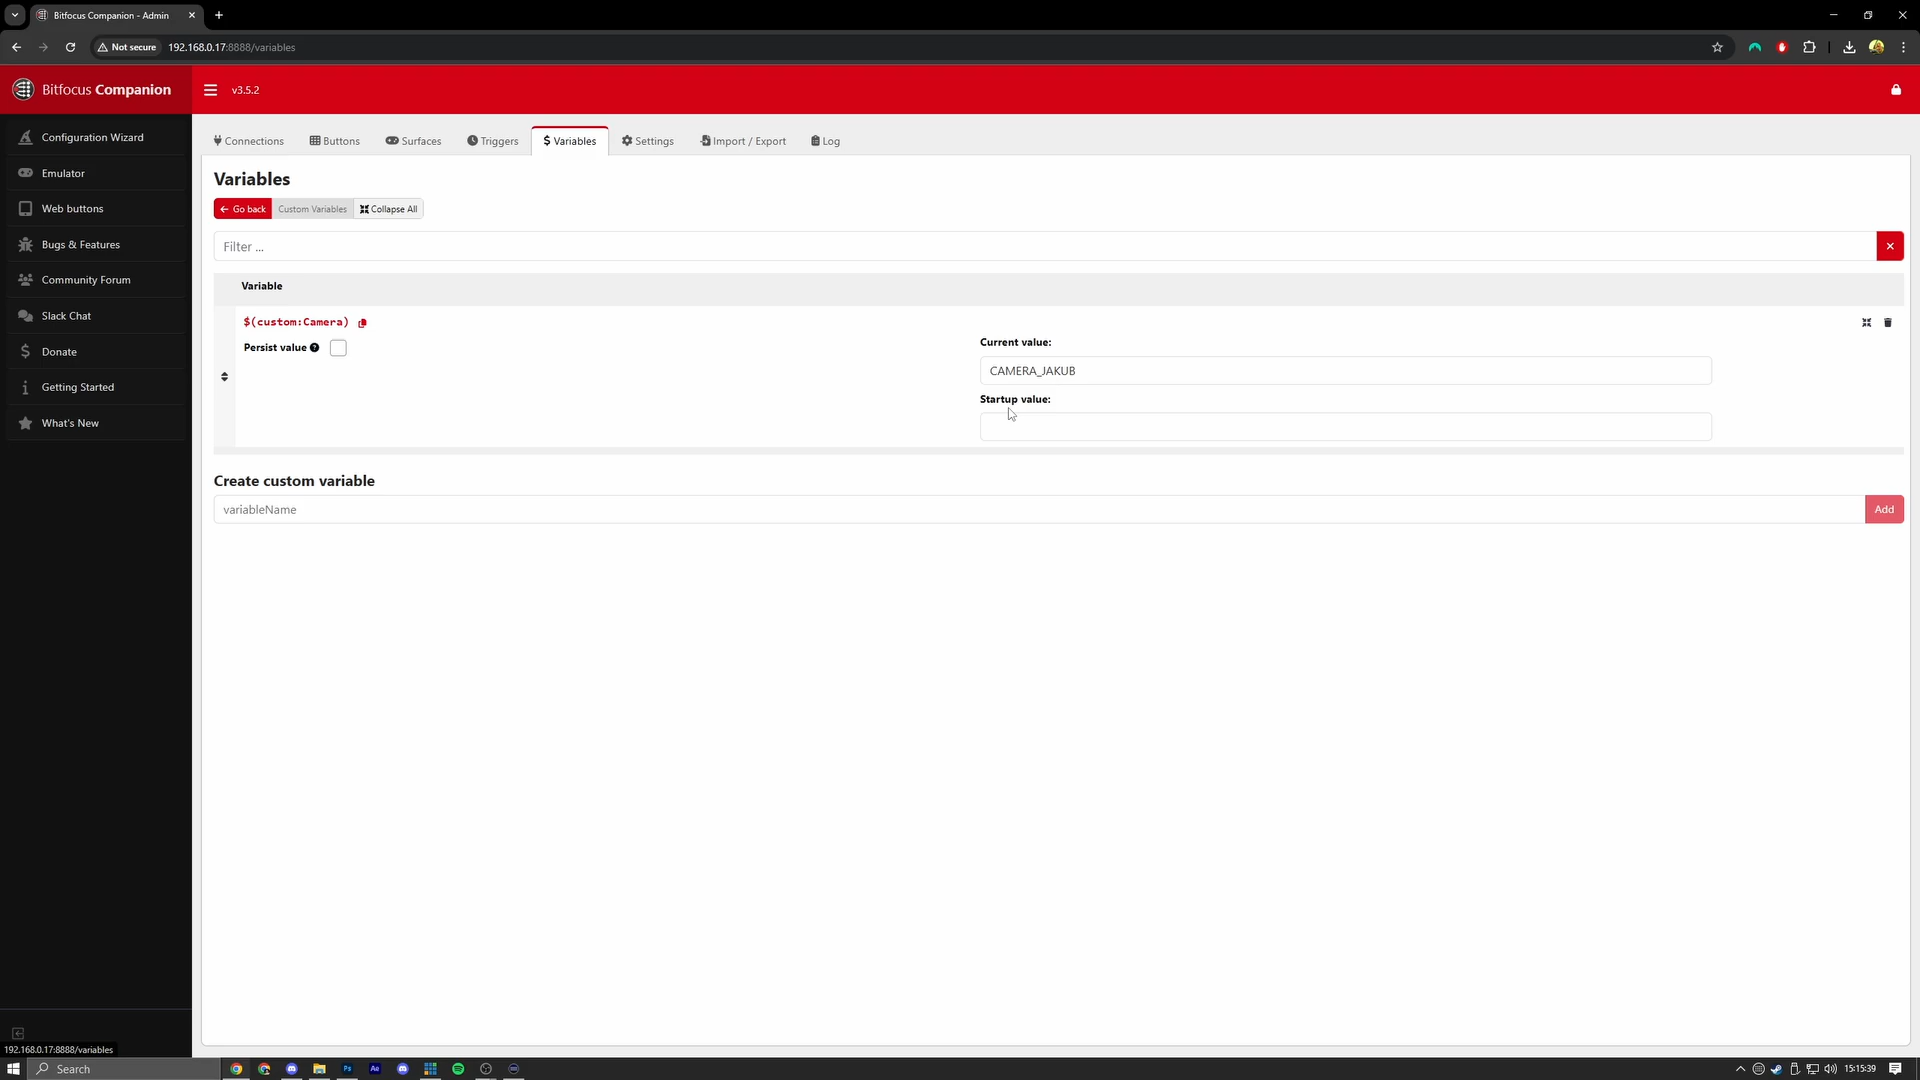 Bitfocus Companion - Admin
Not secure
192.168.0.17:8888/variables
Bitfocus Companion
v3.5.2
Configuration Wizard
Emulator
Web buttons
Bugs & Features
Community Forum
Slack Chat
Donate
Getting Started
What's New
Connections
Buttons
Surfaces
Triggers
$ Variables
Settings
Import / Export
Log
Variables
Go back
Custom Variables
Collapse All
Filter ...
Variable
$(custom:Camera)
Persist value
Current value:
CAMERA_JAKUB
Startup value:
Create custom variable
variableName
Add
192.168.0.17:8888/variables
Search
Ps
Ae
15:15:39